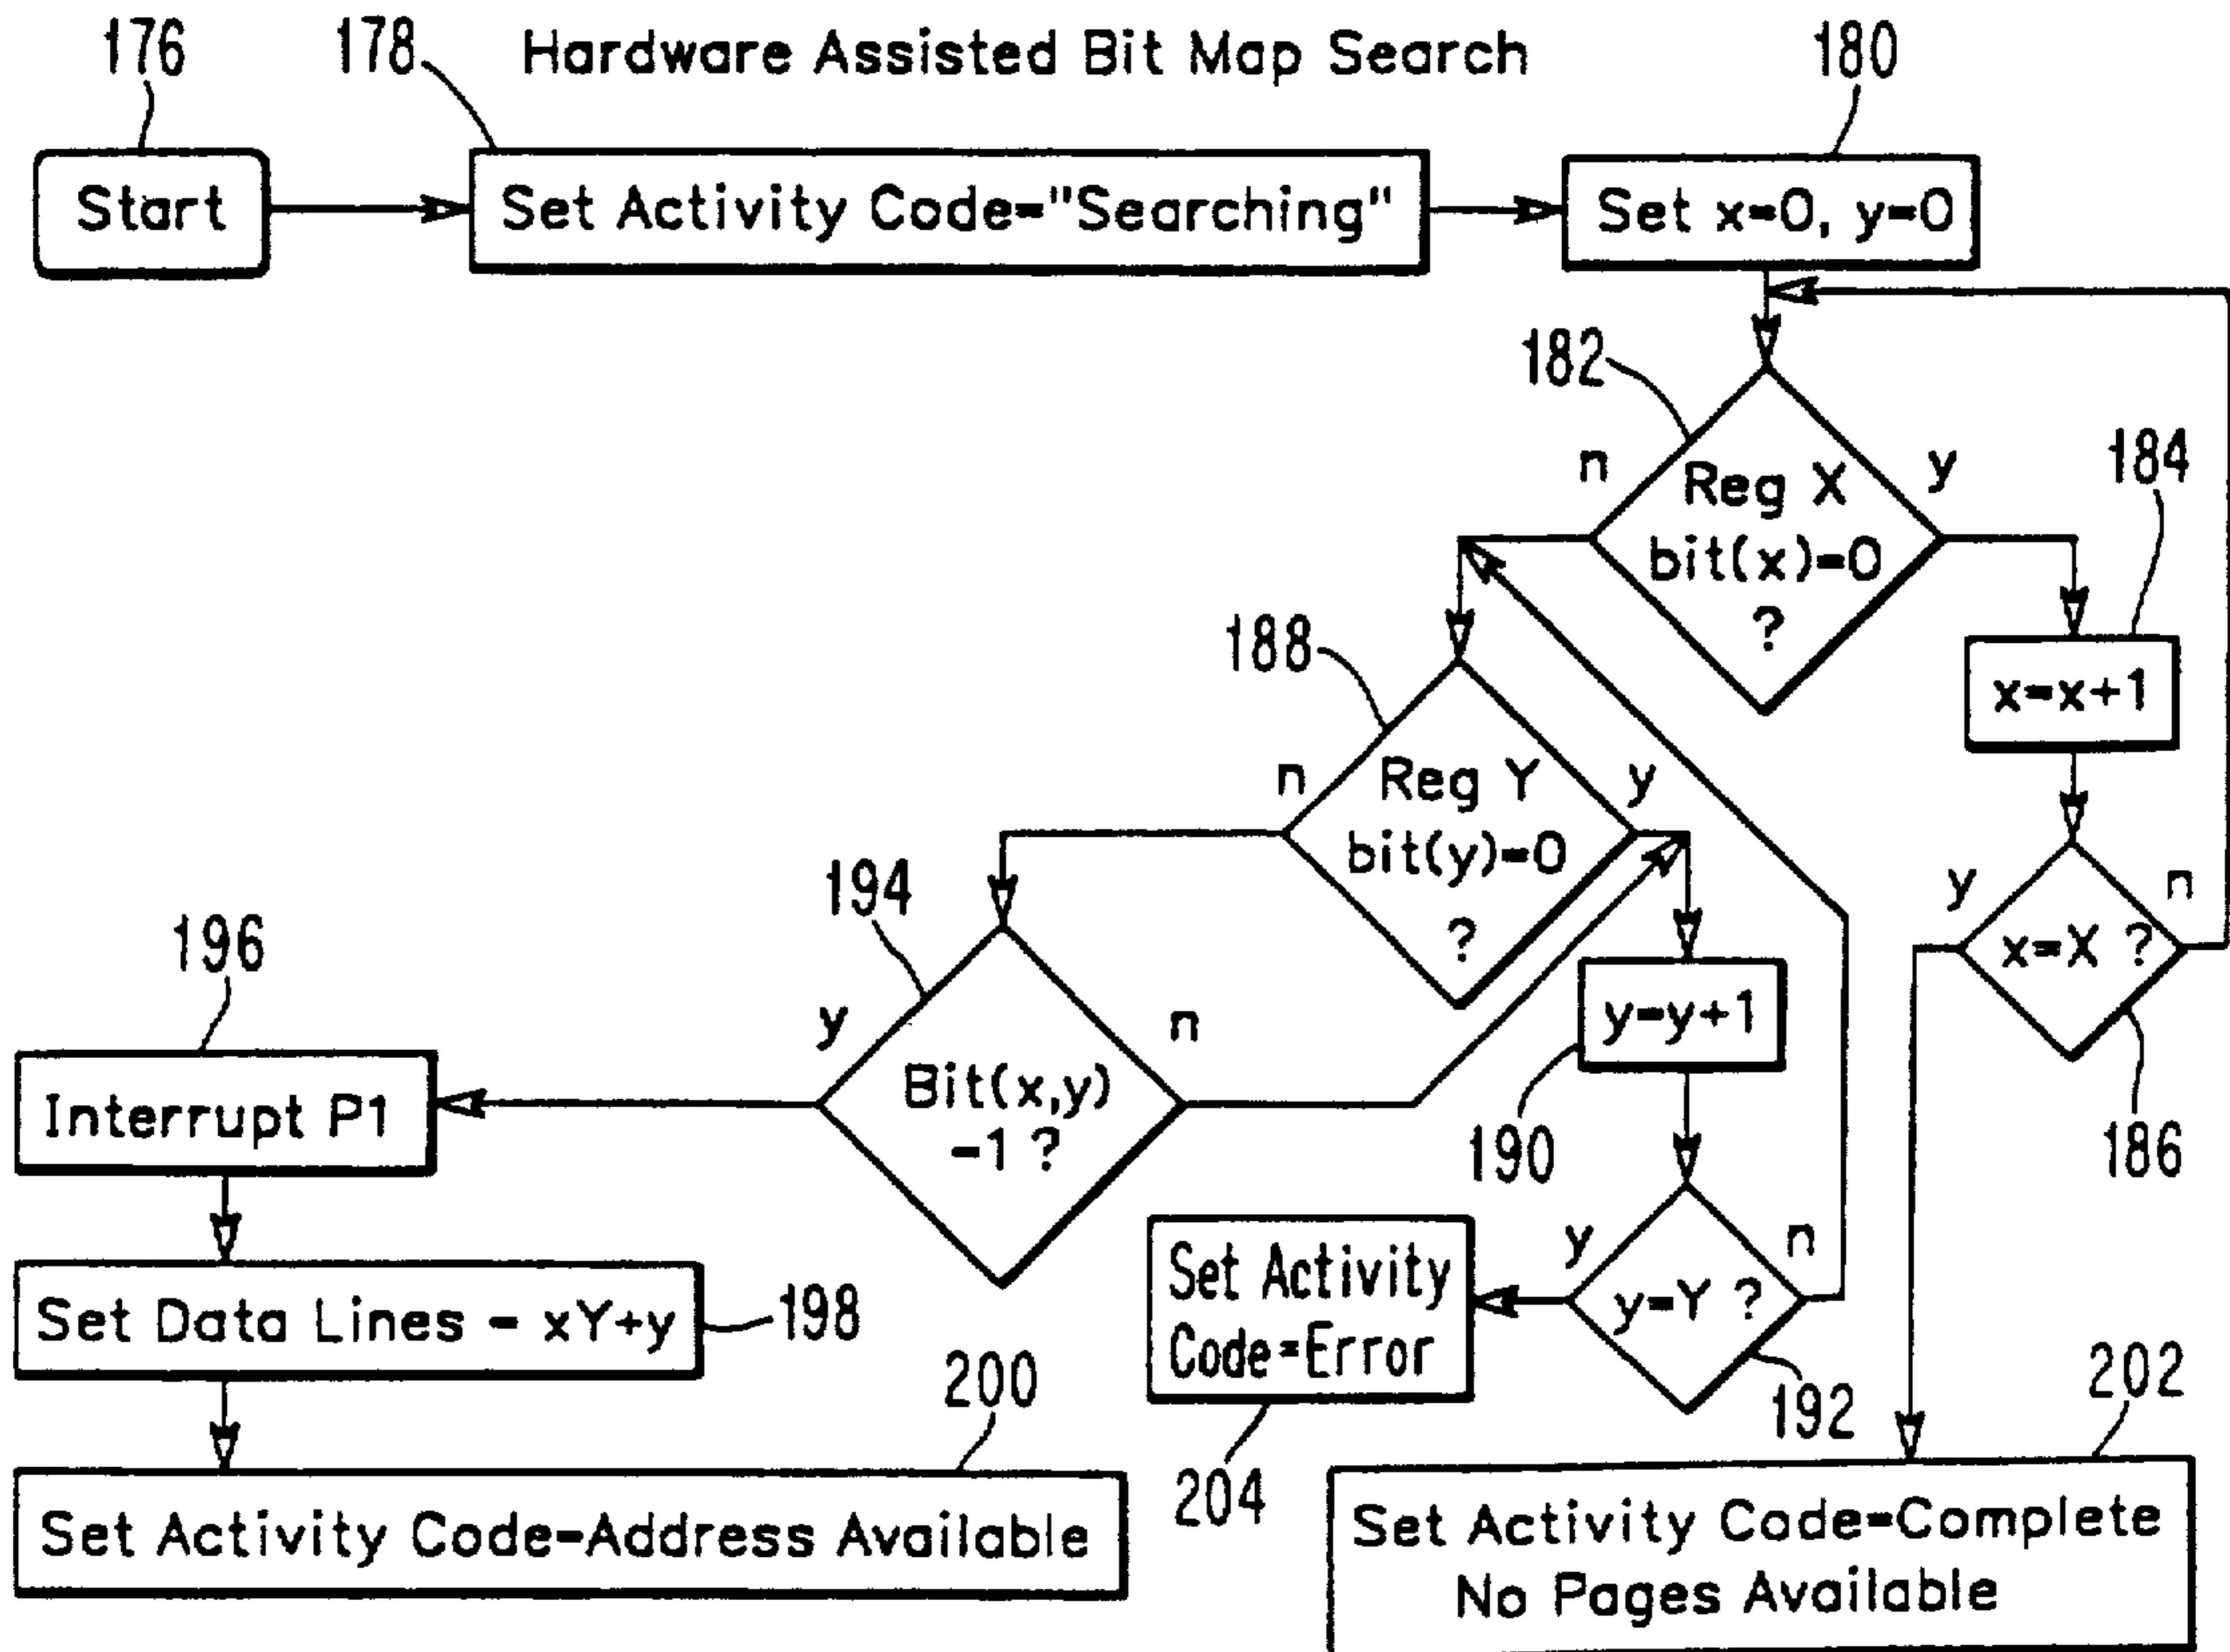 176
178
Hardware Assisted Bit Map Search
180
Start
Set Activity Code="Searching"
Set x=0, y=0
182
n
Reg X
bit(x)=0
?
y
184
x=x+1
188
n
Reg Y
bit(y)=0
?
y
y
x=X ?
n
186
194
y
Bit(x,y)
-1 ?
n
190
y=y+1
196
Interrupt P1
Set Data Lines - xY+y
198
y
y=Y ?
n
192
Set Activity
Code=Error
204
200
Set Activity Code-Address Available
202
Set Activity Code=Complete
No Pages Available